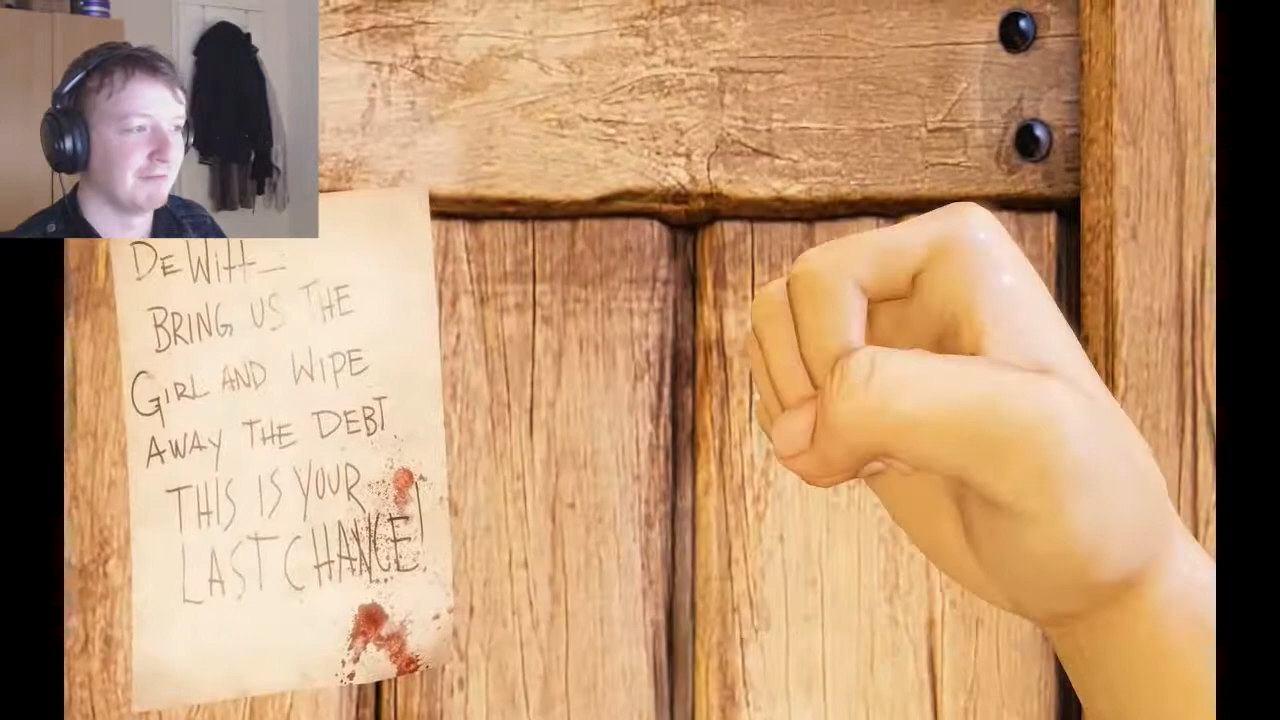 DEWITT—
BRING US THE
GIRL AND WIPE
AWAY THE DEBT
THIS IS YOUR
LAST CHANCE!